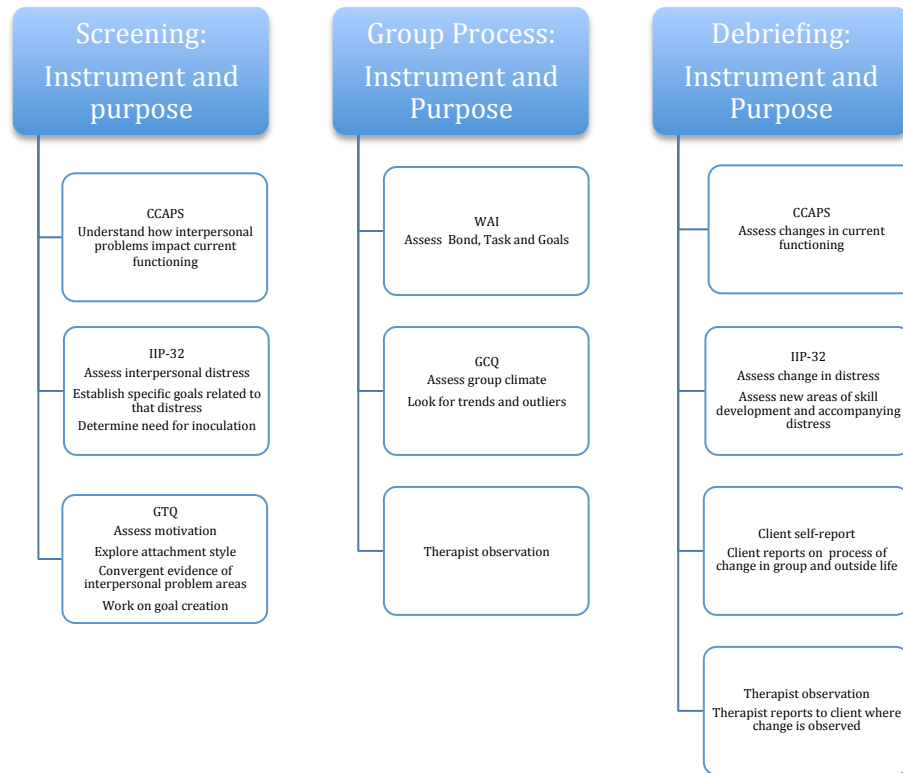 Screening:
Instrument and
purpose
CCAPS
Understand how interpersonal
problems impact current
functioning
IIP-32
Assess interpersonal distress
Establish specific goals related to
that distress
Determine need for inoculation
GTQ
Assess motivation
Explore attachment style
Convergent evidence of
interpersonal problem areas
Work on goal creation
Group Process:
Instrument and
Purpose
WAI
Assess Bond, Task and Goals
GCQ
Assess group climate
Look for trends and outliers
Therapist observation
Debriefing:
Instrument and
Purpose
CCAPS
Assess changes in current
functioning
IIP-32
Assess change in distress
Assess new areas of skill
development and accompanying
distress
Client self-report
Client reports on process of
change in group and outside life
Therapist observation
Therapist reports to client where
change is observed